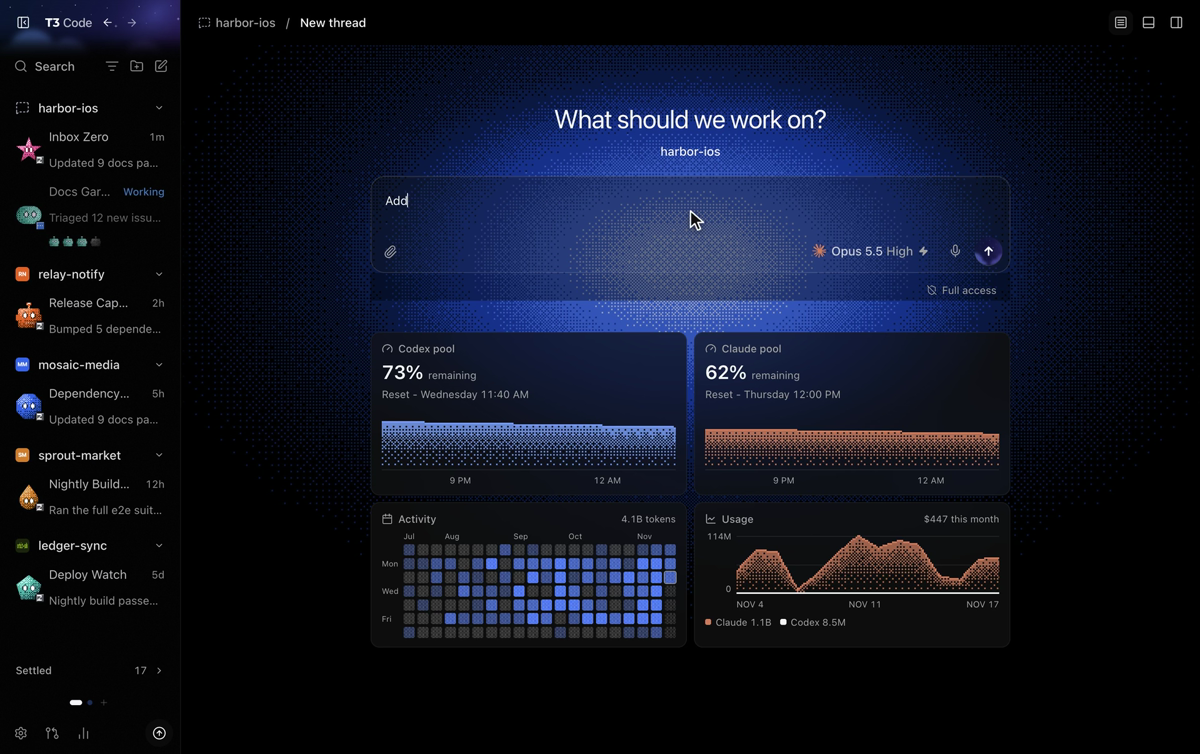 T3 Code
harbor-ios / New thread
Search
harbor-ios
Inbox Zero 1m
Updated 9 docs pa...
Docs Gar... Working
Triaged 12 new issu...
RN relay-notify
Release Cap... 2h
Bumped 5 depende...
MM mosaic-media
Dependency... 5h
Updated 9 docs pa...
SM sprout-market
Nightly Build... 12h
Ran the full e2e suit...
ledger-sync
Deploy Watch 5d
Nightly build passe...
Settled 17
What should we work on?
harbor-ios
Add
Opus 5.5 High
Full access
Codex pool
73% remaining
Reset - Wednesday 11:40 AM
9 PM 12 AM
Claude pool
62% remaining
Reset - Thursday 12:00 PM
9 PM 12 AM
Activity 4.1B tokens
Jul Aug Sep Oct Nov
Mon
Wed
Fri
Usage $447 this month
114M
0
NOV 4 NOV 11 NOV 17
Claude 1.1B Codex 8.5M